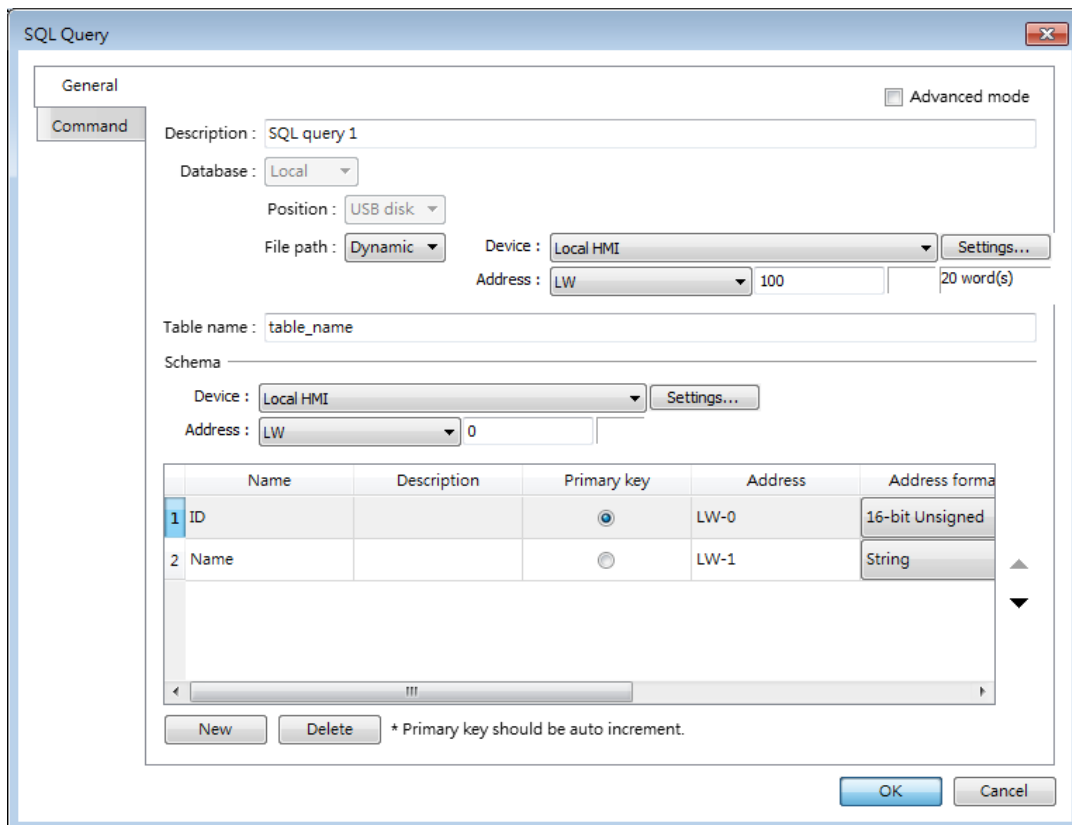 SQL Query
General
Advanced mode
Command
Description : SQL query 1
Database : Local
Position : USB disk
File path : Dynamic Device : Local HMI Settings...
Address : LW 100 20 word(s)
Table name : table_name
Schema
Device : Local HMI Settings...
Address : LW 0
Name Description Primary key Address Address forma
1 ID LW-0 16-bit Unsigned
2 Name LW-1 String
New Delete * Primary key should be auto increment.
OK Cancel